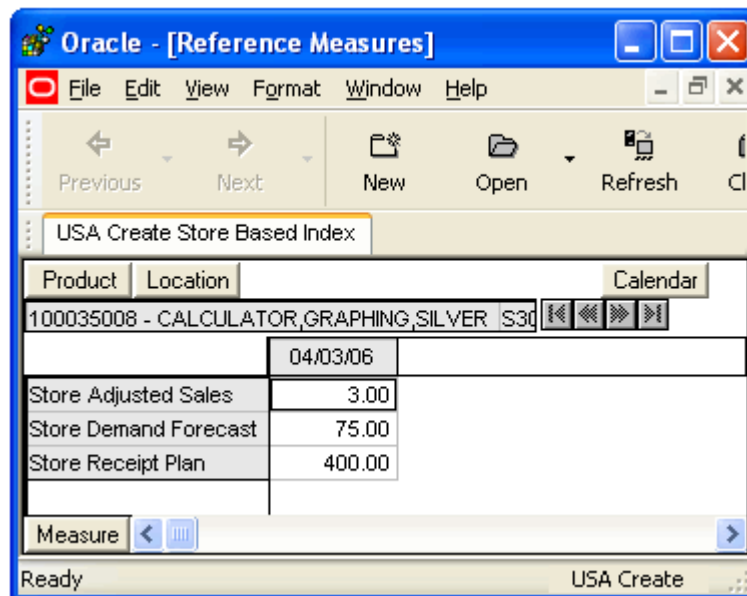 Oracle - [Reference Measures]
File Edit View Format Window Help
Previous Next New Open Refresh Cl
USA Create Store Based Index
Product Location Calendar
100035008 - CALCULATOR,GRAPHING,SILVER S30
04/03/06
Store Adjusted Sales 3.00
Store Demand Forecast 75.00
Store Receipt Plan 400.00
Measure
Ready USA Create